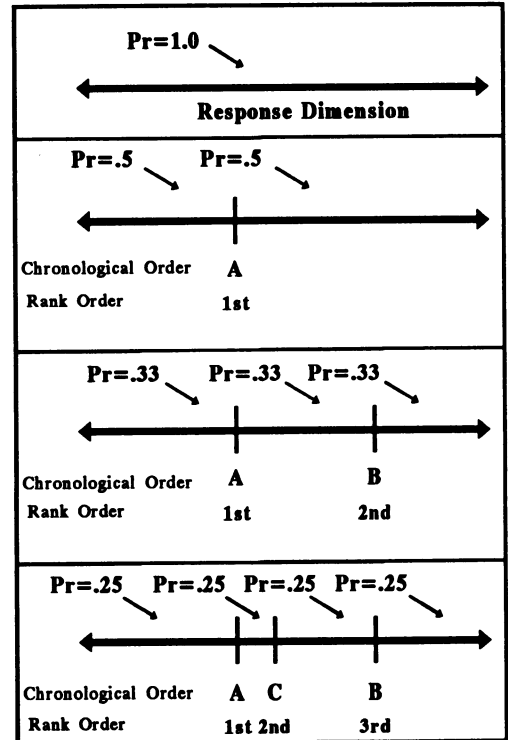 Pr=1.0
Response Dimension
Pr=.5 Pr=.5
Chronological Order A
Rank Order 1st
Pr=.33 Pr=.33 Pr=.33
Chronological Order A B
Rank Order 1st 2nd
Pr=.25 Pr=.25 Pr=.25 Pr=.25
Chronological Order A C B
Rank Order 1st 2nd 3rd